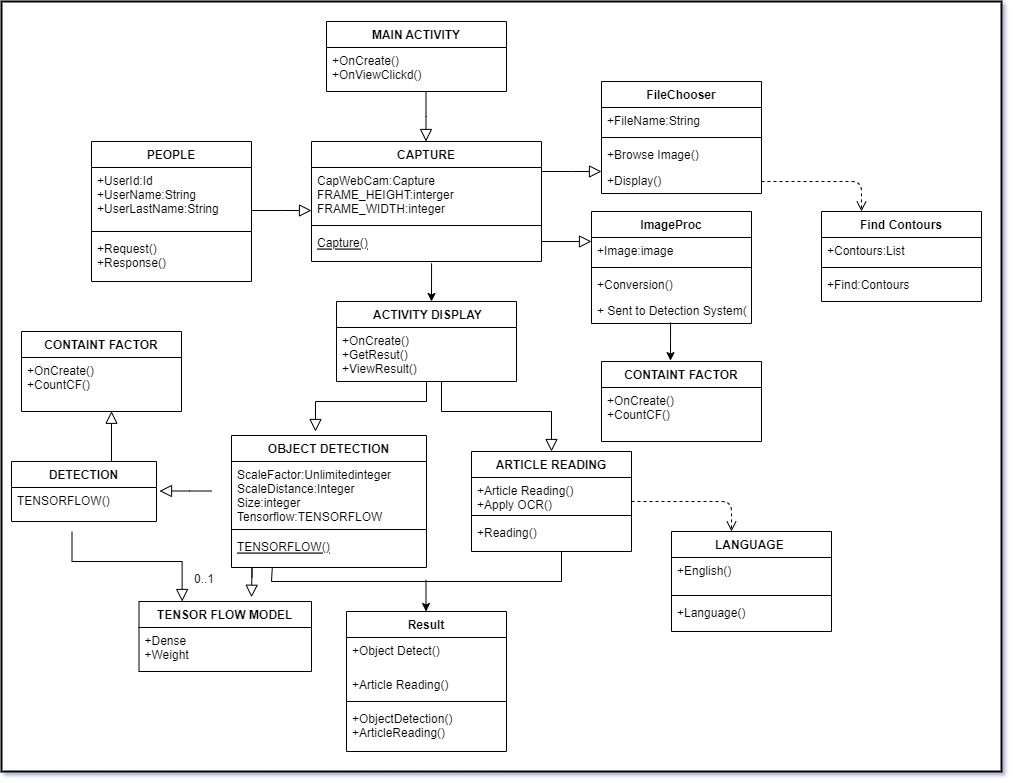 MAIN ACTIVITY
+OnCreate()
+OnViewClickd()
FileChooser
+FileName:String
+Browse Image()
+Display()
PEOPLE
+UserId:Id
+UserName:String
+UserLastName:String
+Request()
+Response()
CAPTURE
CapWebCam:Capture
FRAME_HEIGHT:interger
FRAME_WIDTH:integer
Capture()
ImageProc
+Image:image
+Conversion()
+ Sent to Detection System(
Find Contours
+Contours:List
+Find:Contours
ACTIVITY DISPLAY
+OnCreate()
+GetResut()
+ViewResult()
CONTAINT FACTOR
+OnCreate()
+CountCF()
CONTAINT FACTOR
+OnCreate()
+CountCF()
DETECTION
TENSORFLOW()
OBJECT DETECTION
ScaleFactor:Unlimitedinteger
ScaleDistance:Integer
Size:integer
Tensorflow:TENSORFLOW
TENSORFLOW()
ARTICLE READING
+Article Reading()
+Apply OCR()
+Reading()
LANGUAGE
+English()
+Language()
0..1
TENSOR FLOW MODEL
+Dense
+Weight
Result
+Object Detect()
+Article Reading()
+ObjectDetection()
+ArticleReading()